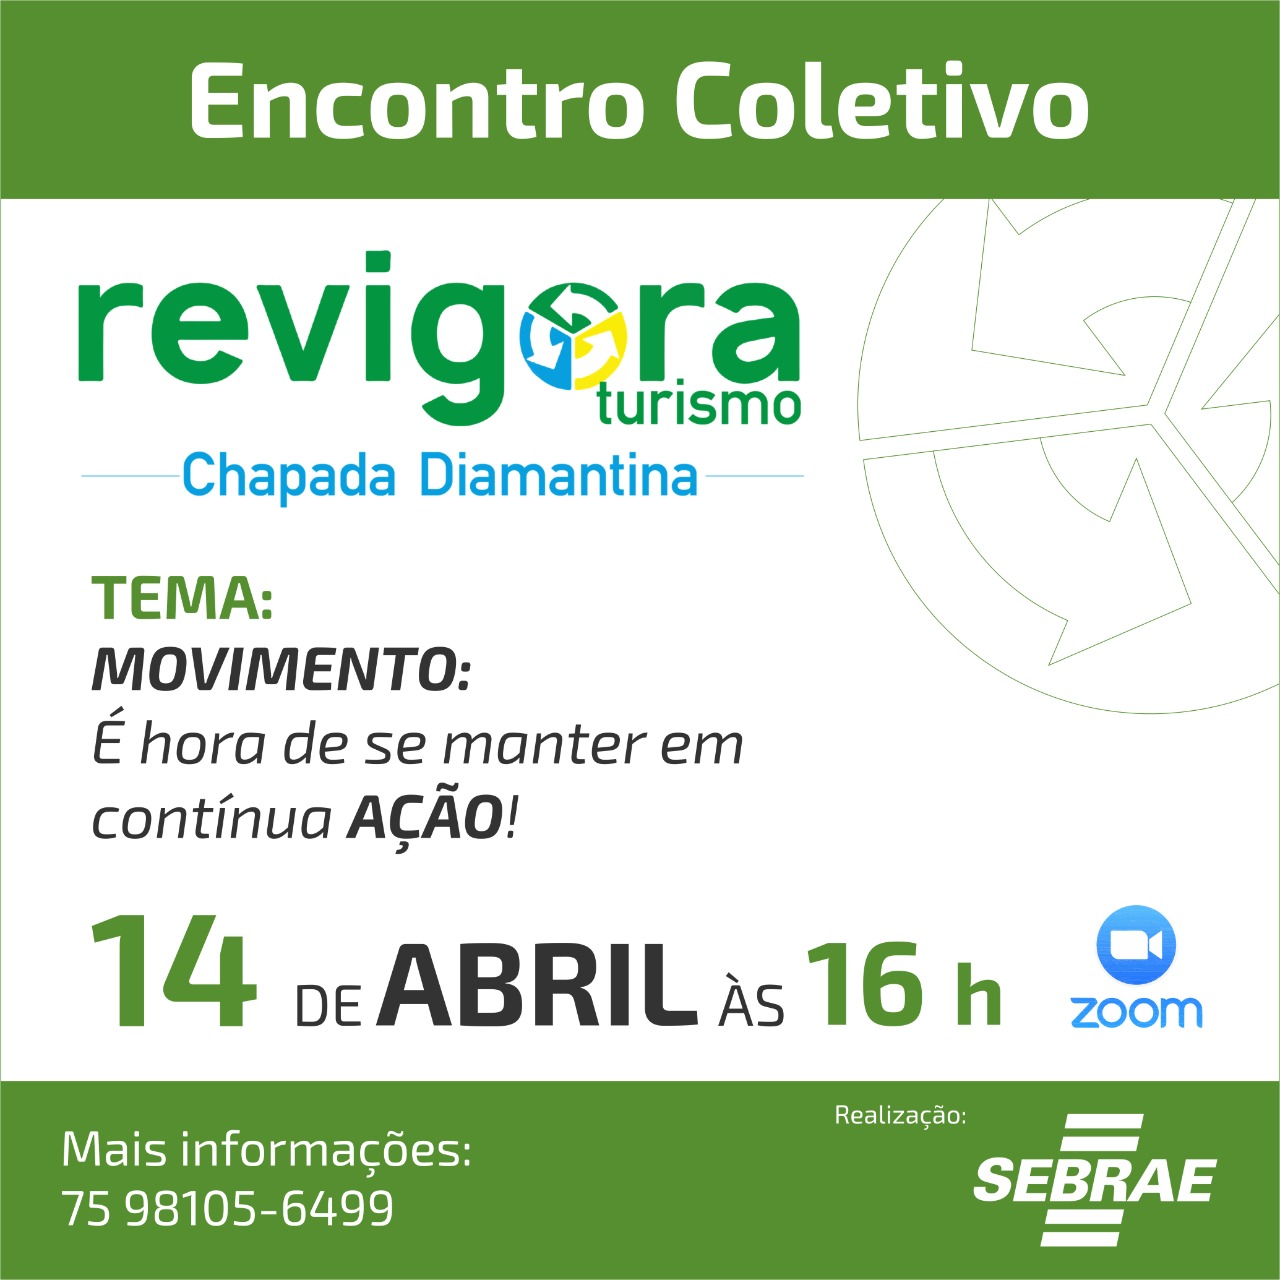 Encontro Coletivo
revigora
turismo
Chapada Diamantina
TEMA:
MOVIMENTO:
É hora de se manter em
contínua AÇÃO!
14 DE ABRIL ÀS 16 h
zoom
Mais informações:
75 98105-6499
Realização:
SEBRAE